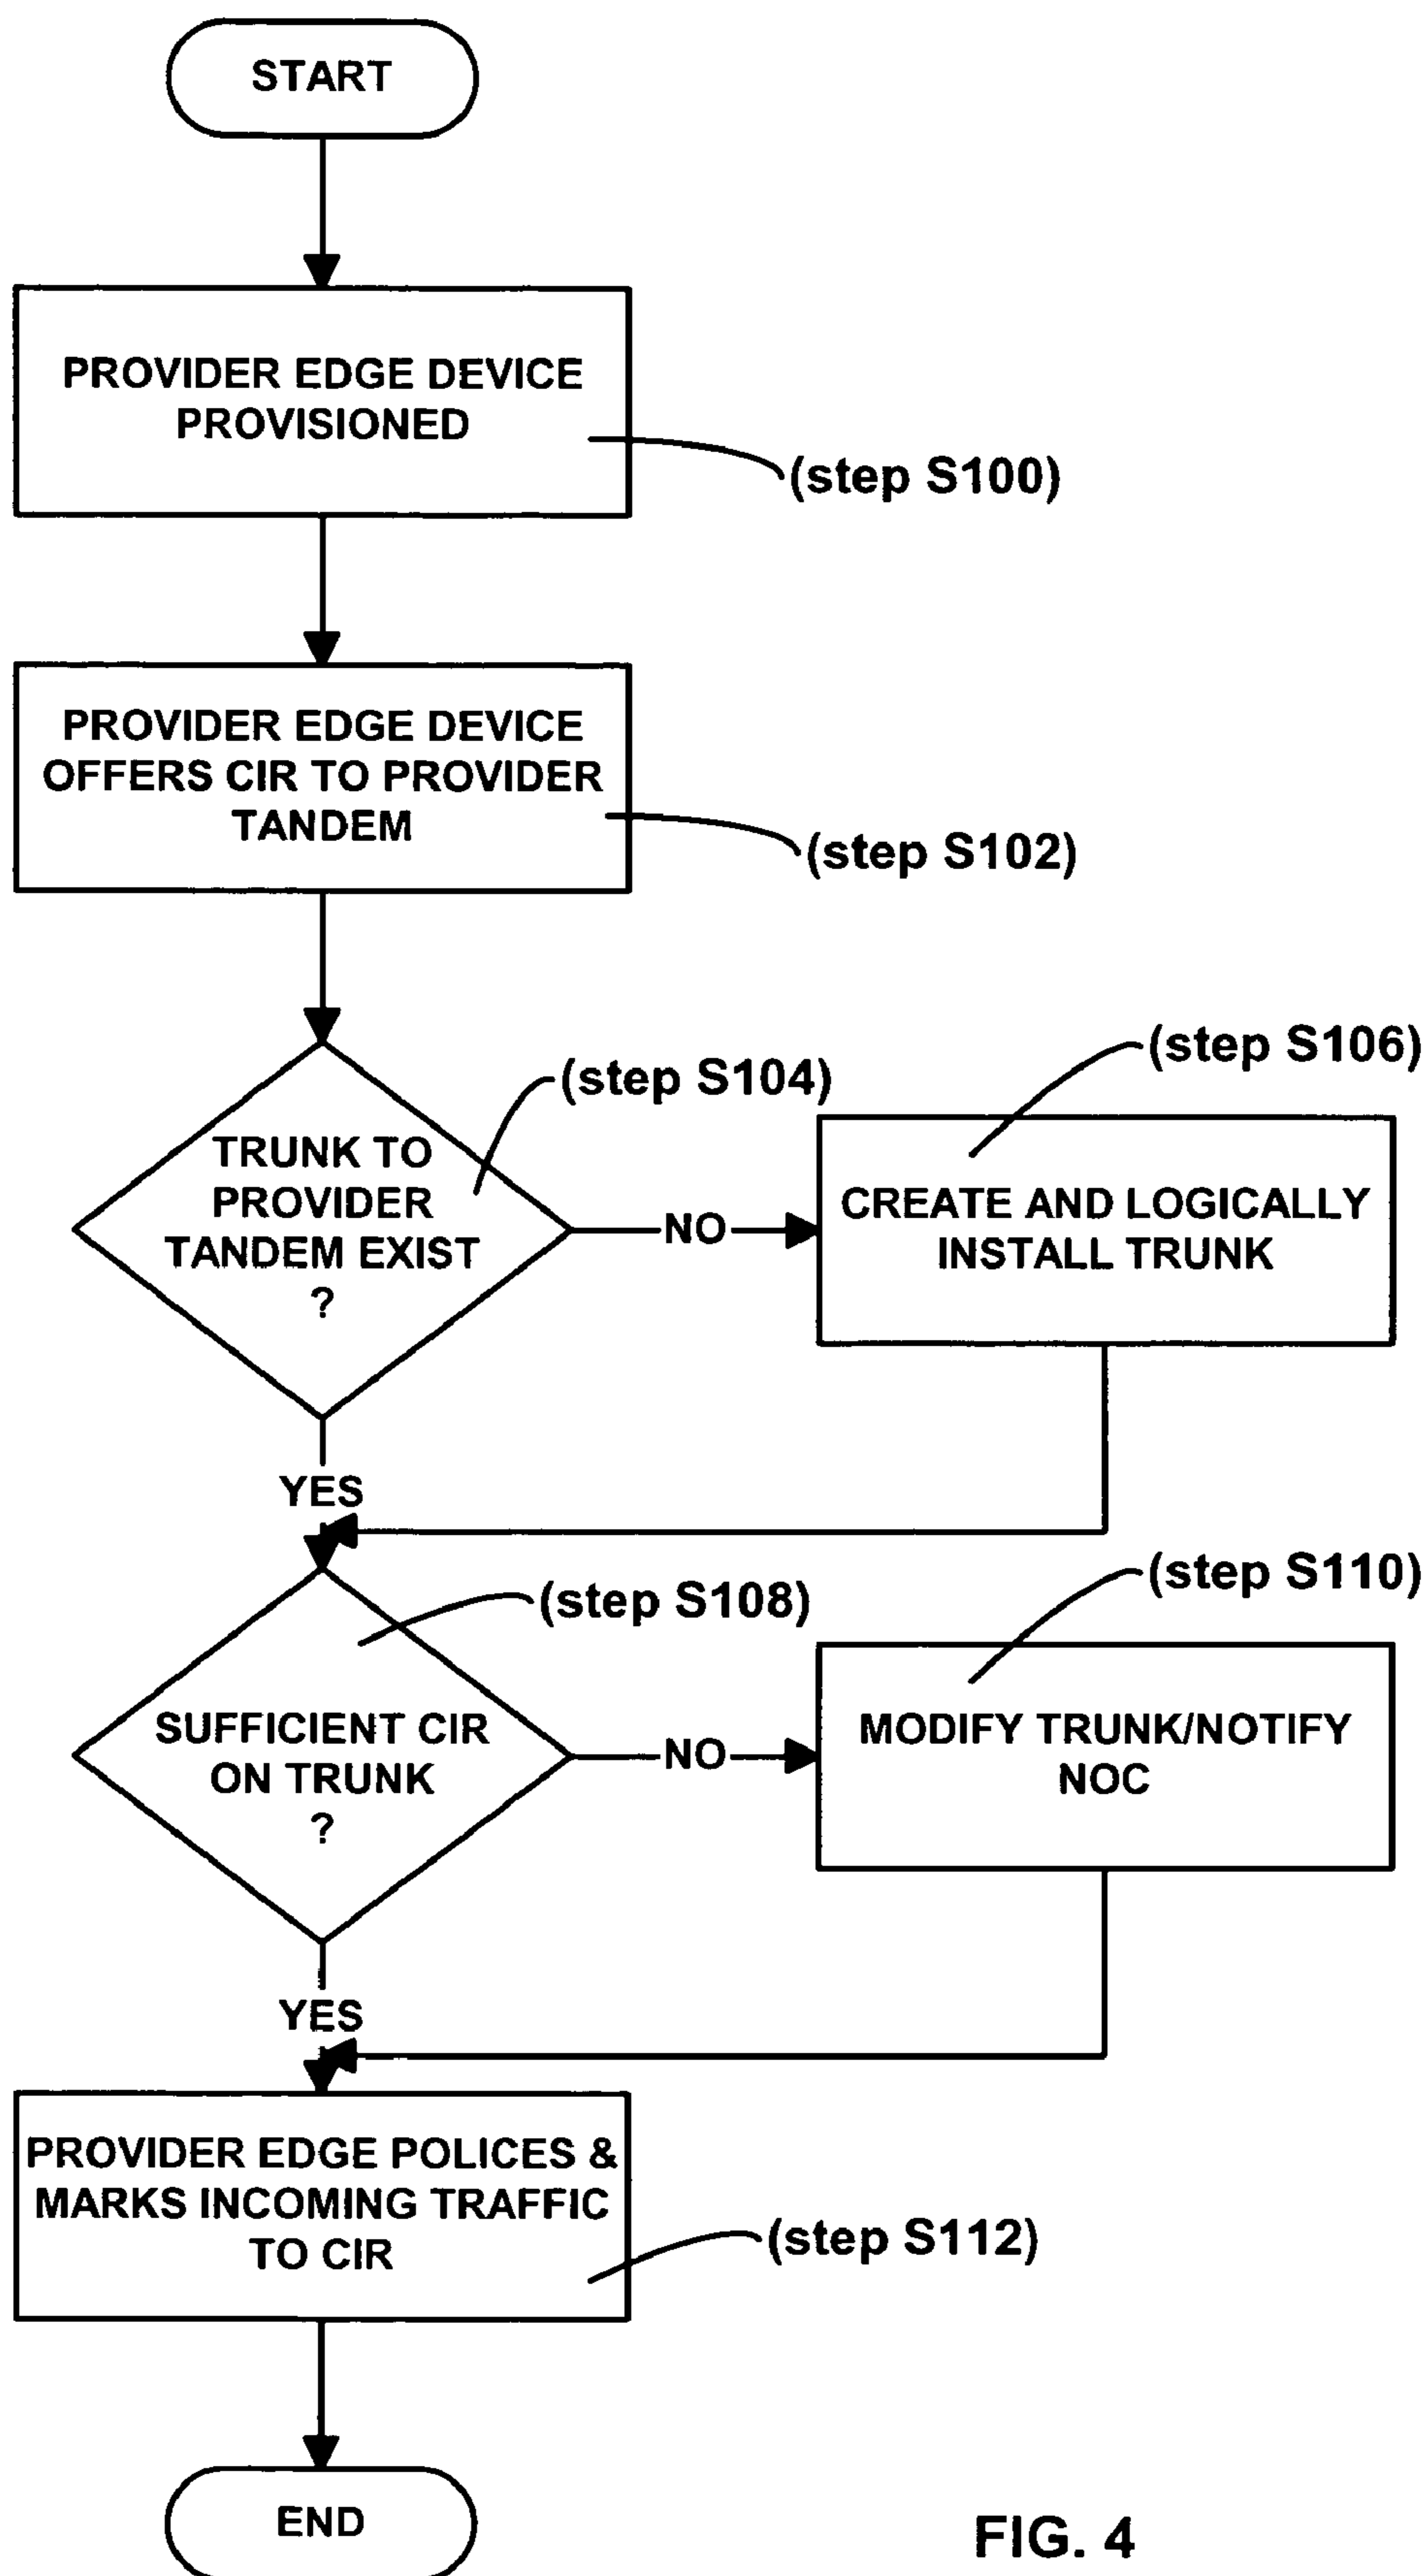 START
PROVIDER EDGE DEVICE
PROVISIONED
(step S100)
PROVIDER EDGE DEVICE
OFFERS CIR TO PROVIDER
TANDEM
(step S102)
(step S104)
TRUNK TO
PROVIDER
TANDEM EXIST
?
NO
(step S106)
CREATE AND LOGICALLY
INSTALL TRUNK
YES
(step S108)
SUFFICIENT CIR
ON TRUNK
?
NO
(step S110)
MODIFY TRUNK/NOTIFY
NOC
YES
PROVIDER EDGE POLICES &
MARKS INCOMING TRAFFIC
TO CIR
(step S112)
END
FIG. 4